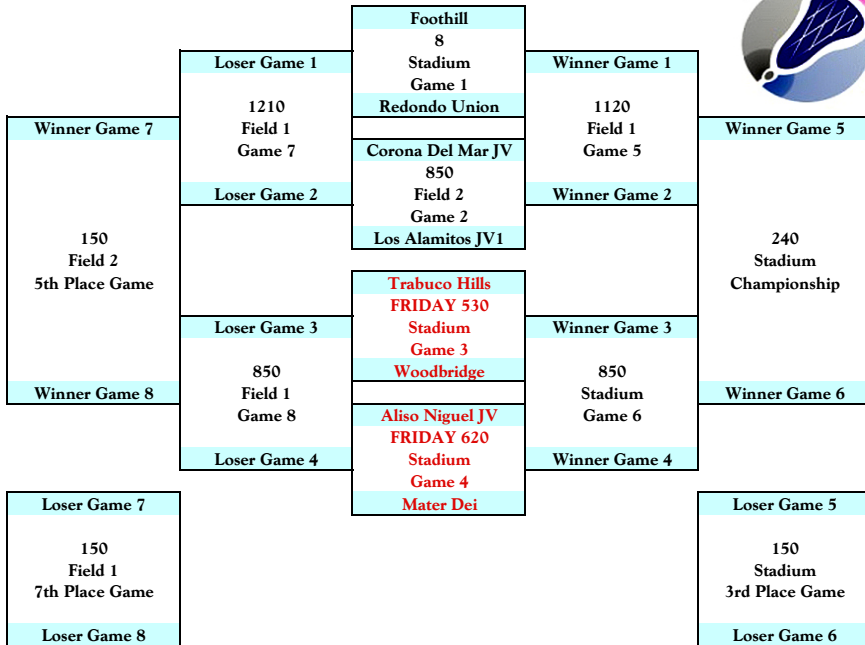 Foothill
8
Stadium
Game 1
Redondo Union
Loser Game 1
1210
Field 1
Game 7
Loser Game 2
Winner Game 1
1120
Field 1
Game 5
Winner Game 2
Winner Game 7
150
Field 2
5th Place Game
Winner Game 8
Corona Del Mar JV
850
Field 2
Game 2
Los Alamitos JV1
Winner Game 5
240
Stadium
Championship
Winner Game 6
Trabuco Hills
FRIDAY 530
Stadium
Game 3
Woodbridge
Loser Game 3
850
Field 1
Game 8
Loser Game 4
Winner Game 3
850
Stadium
Game 6
Winner Game 4
Aliso Niguel JV
FRIDAY 620
Stadium
Game 4
Mater Dei
Loser Game 7
150
Field 1
7th Place Game
Loser Game 8
Loser Game 5
150
Stadium
3rd Place Game
Loser Game 6